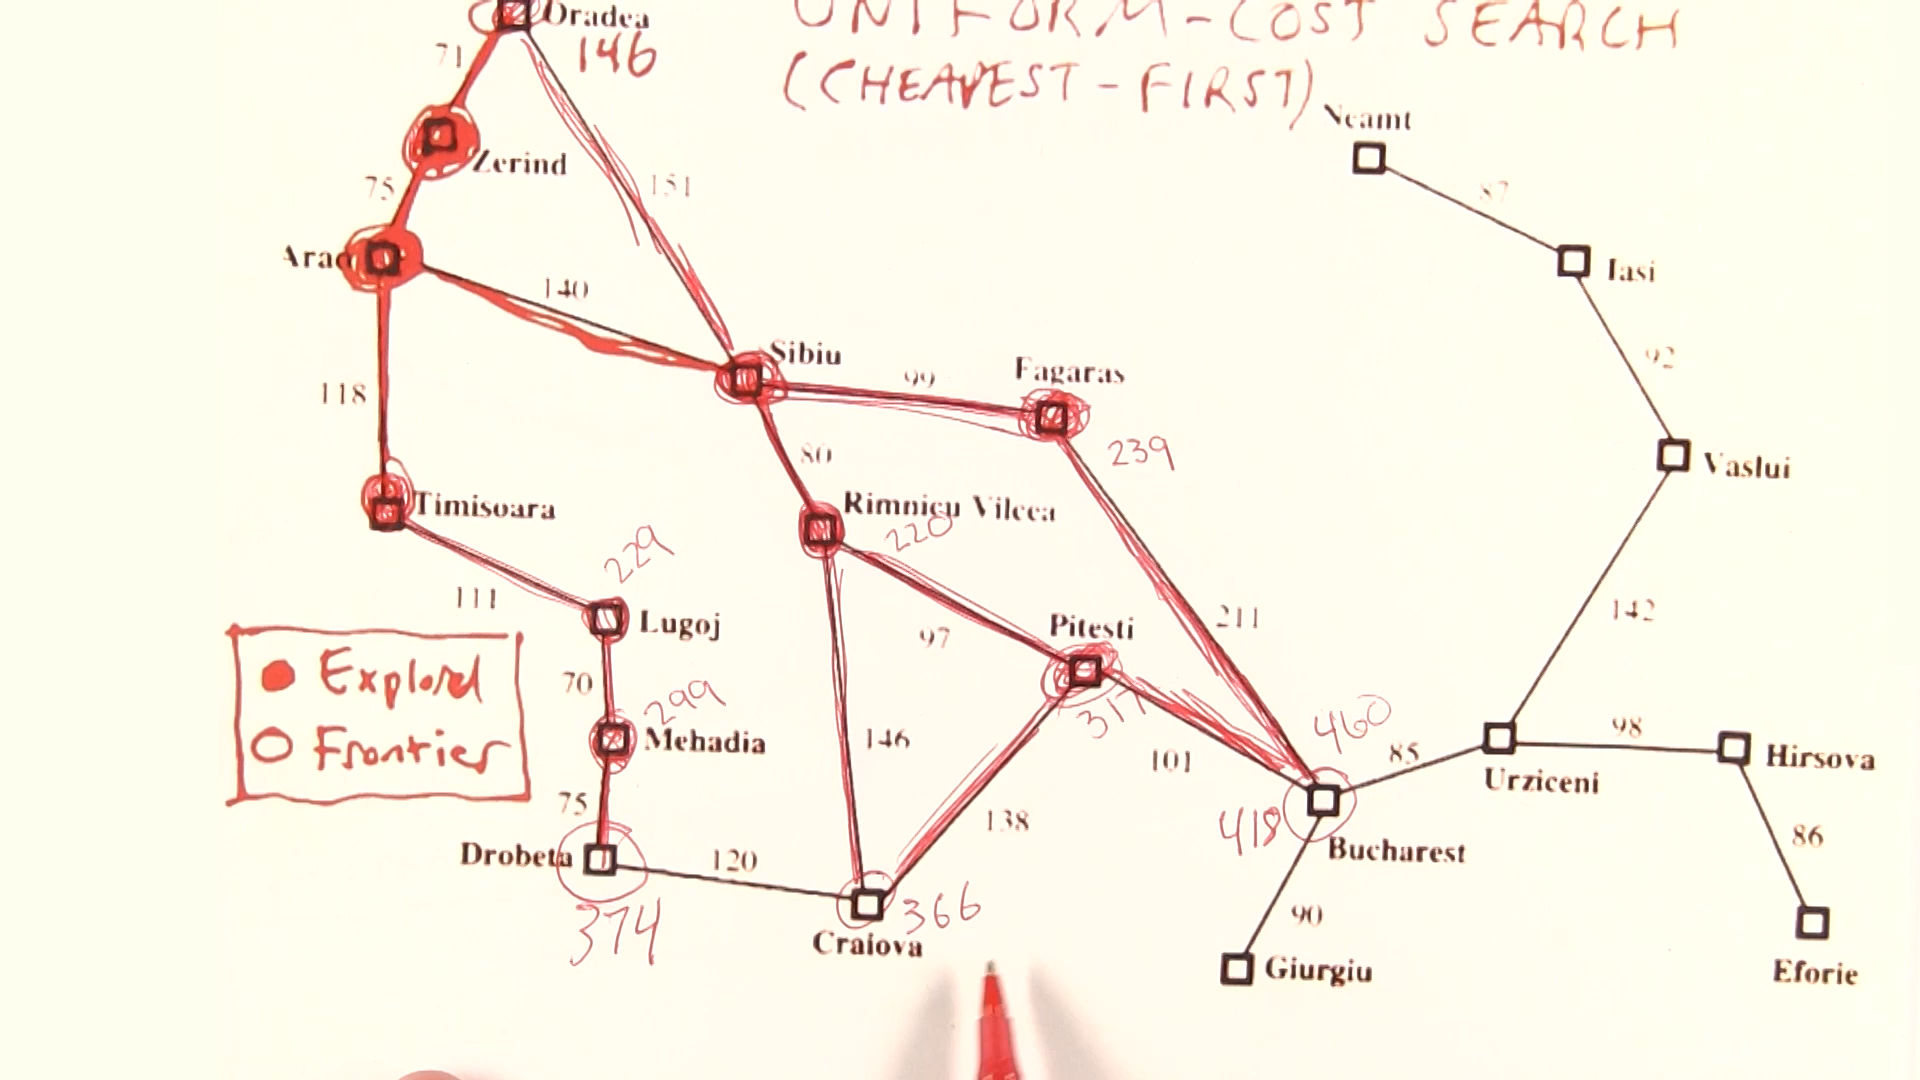 Oradea
146
UNIFORM-COST SEARCH
(CHEAPEST-FIRST)
71
Neamt
Zerind
75
151
87
Arad
140
Iasi
92
118
Sibiu
99
Fagaras
239
80
Vaslui
Timisoara
Rimnicu Vilcea
220
229
111
Lugoj
97
Pitesti
211
142
Explored
70
299
Mehadia
317
146
101
460
85
98
Frontier
Urziceni
Hirsova
75
138
418
Bucharest
86
Drobeta
120
374
366
Craiova
90
Giurgiu
Eforie